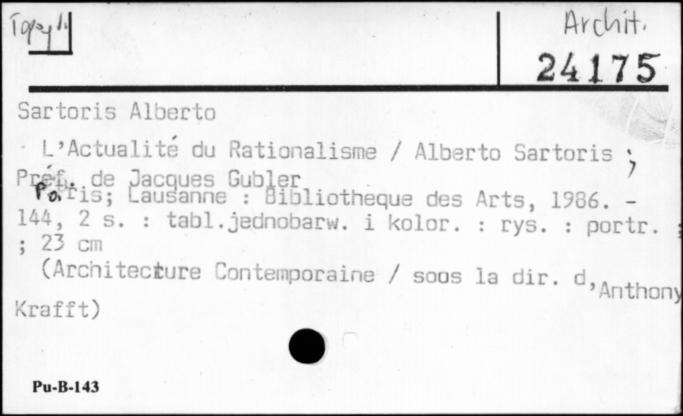 Archit.
24175
Sartoris Alberto
L'Actualité du Rationalisme / Alberto Sartoris ;
Préf. de Jacques Gubler
Paris; Lausanne : Bibliotheque des Arts, 1986. -
144, 2 s. : tabl.jednobarw. i kolor. : rys. : portr. ;
; 23 cm
(Architecture Contemporaine / soos la dir. d,Anthony
Krafft)
Pu-B-143